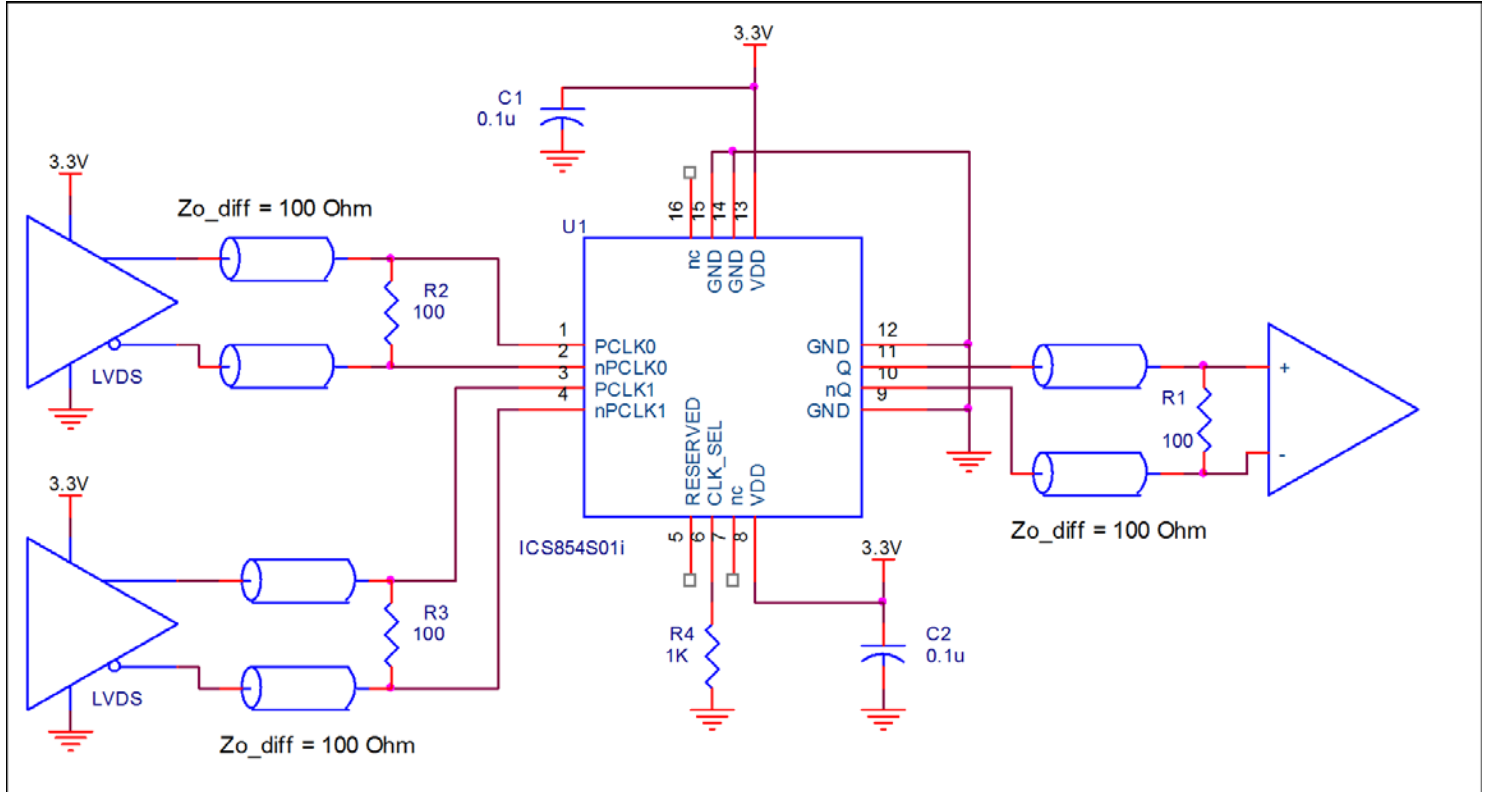 3.3V
C1
0.1u
3.3V
Zo_diff = 100 Ohm
LVDS
R2
100
U1
16
15
14
13
nc
GND
GND
VDD
1
2
3
4
PCLK0
nPCLK0
PCLK1
nPCLK1
12
11
10
9
GND
Q
nQ
GND
RESERVED
CLK_SEL
nc
VDD
5
6
7
8
ICS854S01i
R1
100
+
-
Zo_diff = 100 Ohm
3.3V
LVDS
R3
100
Zo_diff = 100 Ohm
R4
1K
3.3V
C2
0.1u